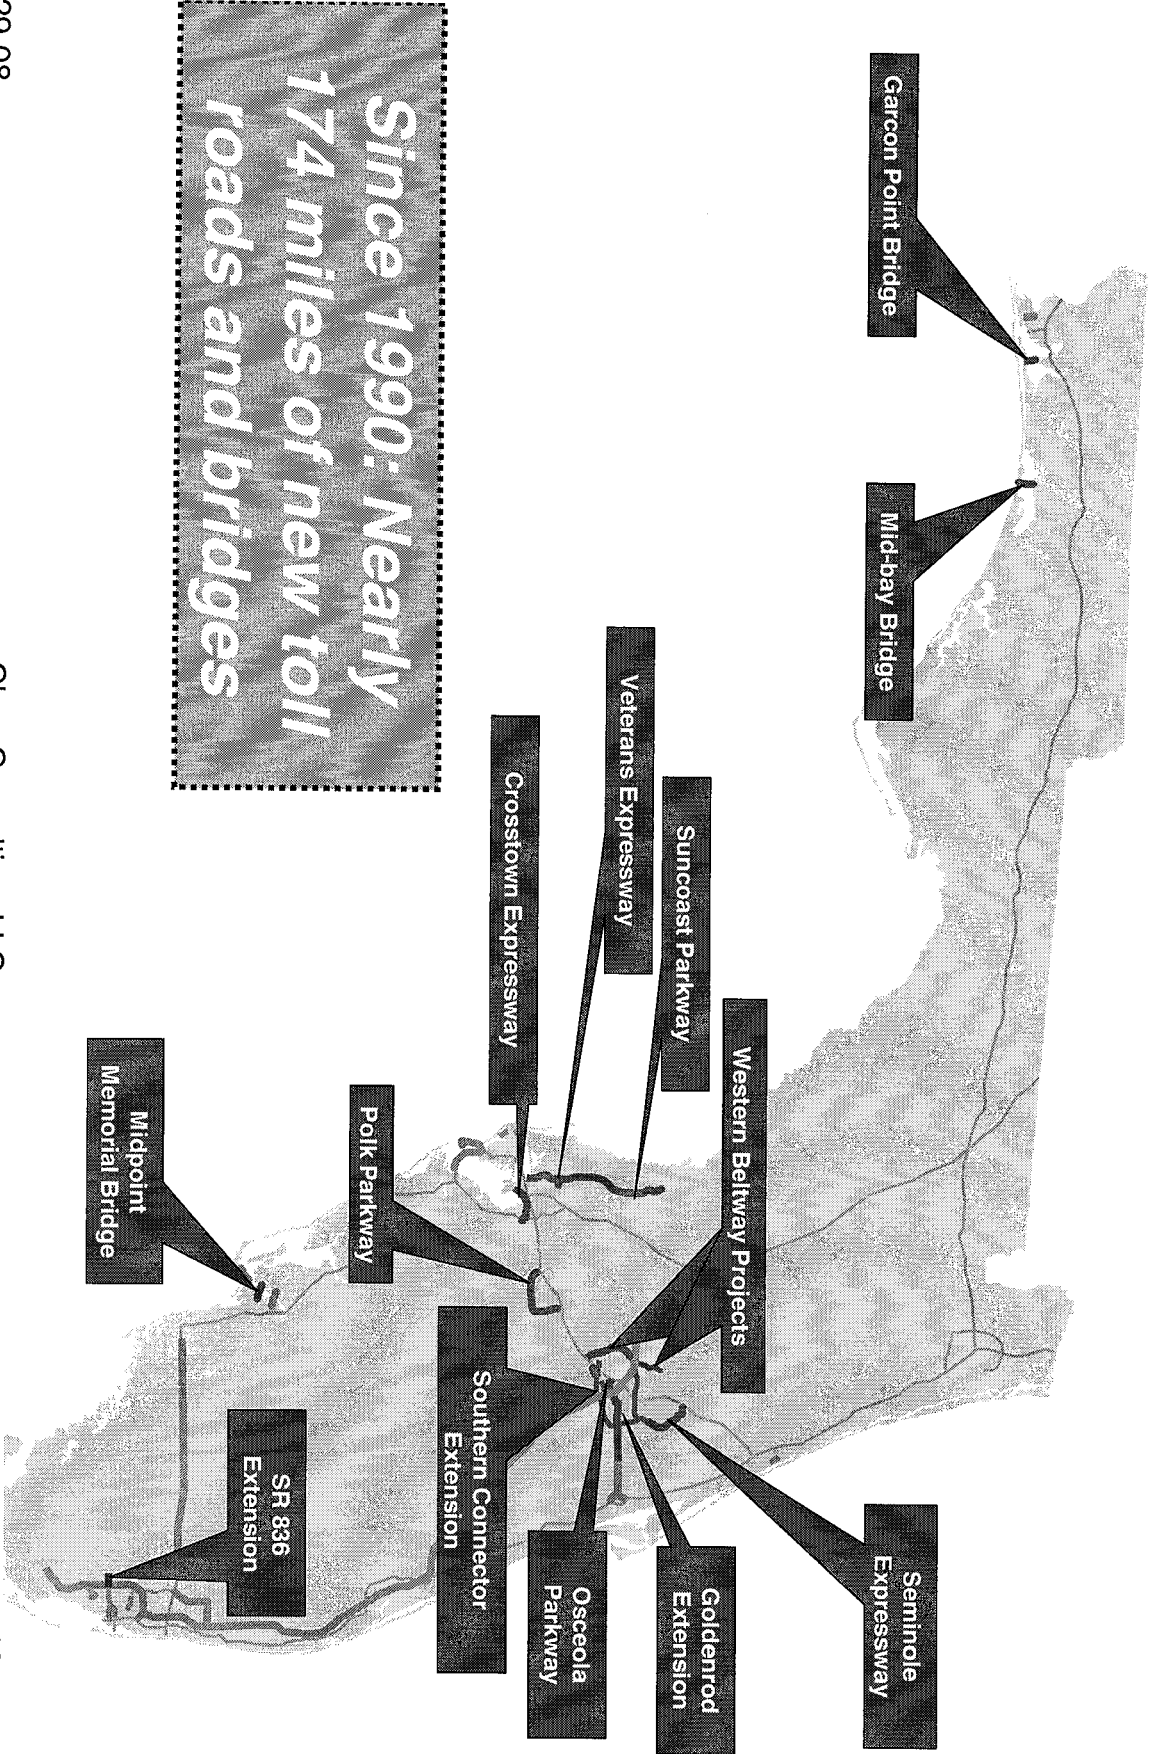 Garcon Point Bridge
Mid-bay Bridge
Veterans Expressway
Suncoast Parkway
Crosstown Expressway
Western Beltway Projects
Since 1990: Nearly
174 miles of new toll
roads and bridges
Polk Parkway
Midpoint
Memorial Bridge
Seminole
Expressway
Goldenrod
Extension
Osceola
Parkway
Southern Connector
Extension
SR 836
Extension